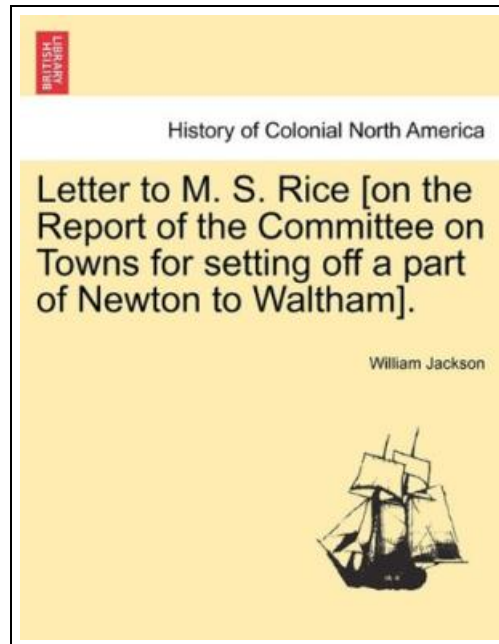 BRITISH
LIBRARY
History of Colonial North America
Letter to M. S. Rice [on the
Report of the Committee on
Towns for setting off a part
of Newton to Waltham].
William Jackson